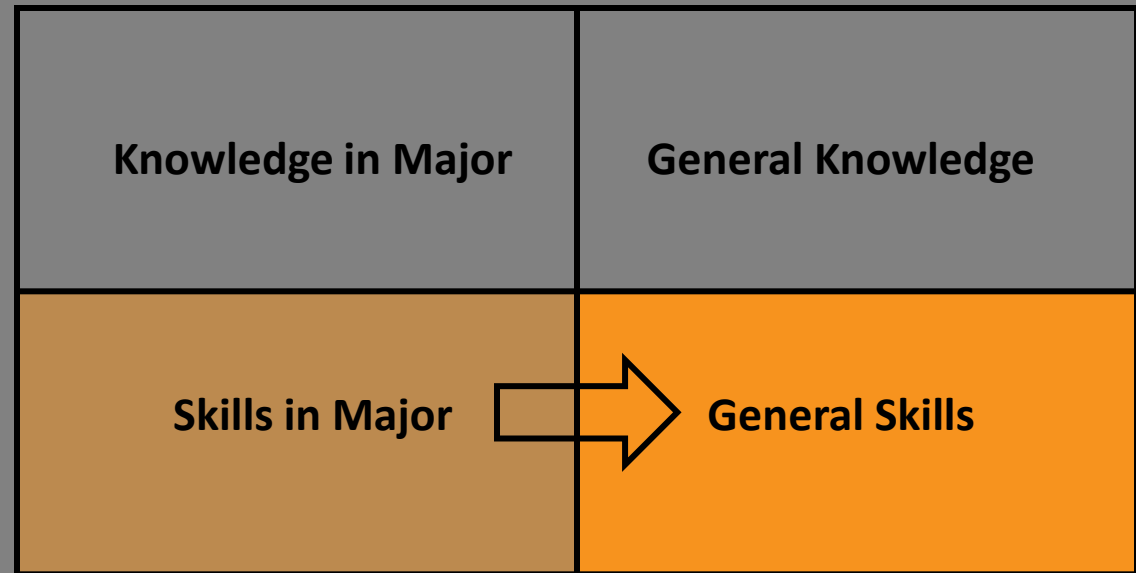 Knowledge in Major
General Knowledge
Skills in Major
General Skills